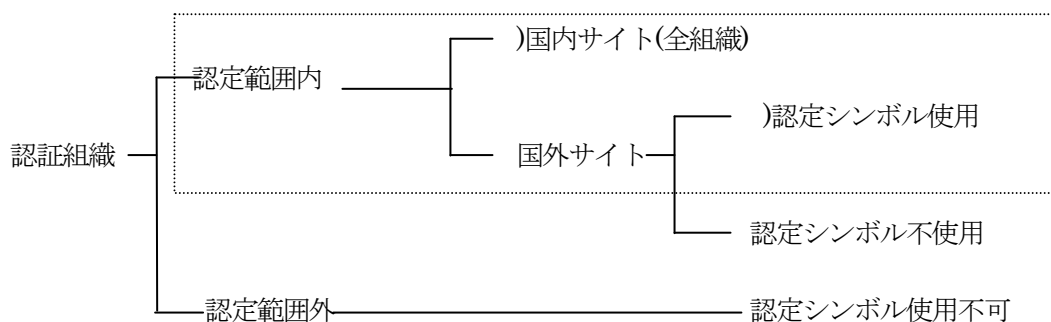 )国内サイト(全組織)
認定範囲内
)認定シンボル使用
認証組織
国外サイト
認定シンボル不使用
認定範囲外
認定シンボル使用不可